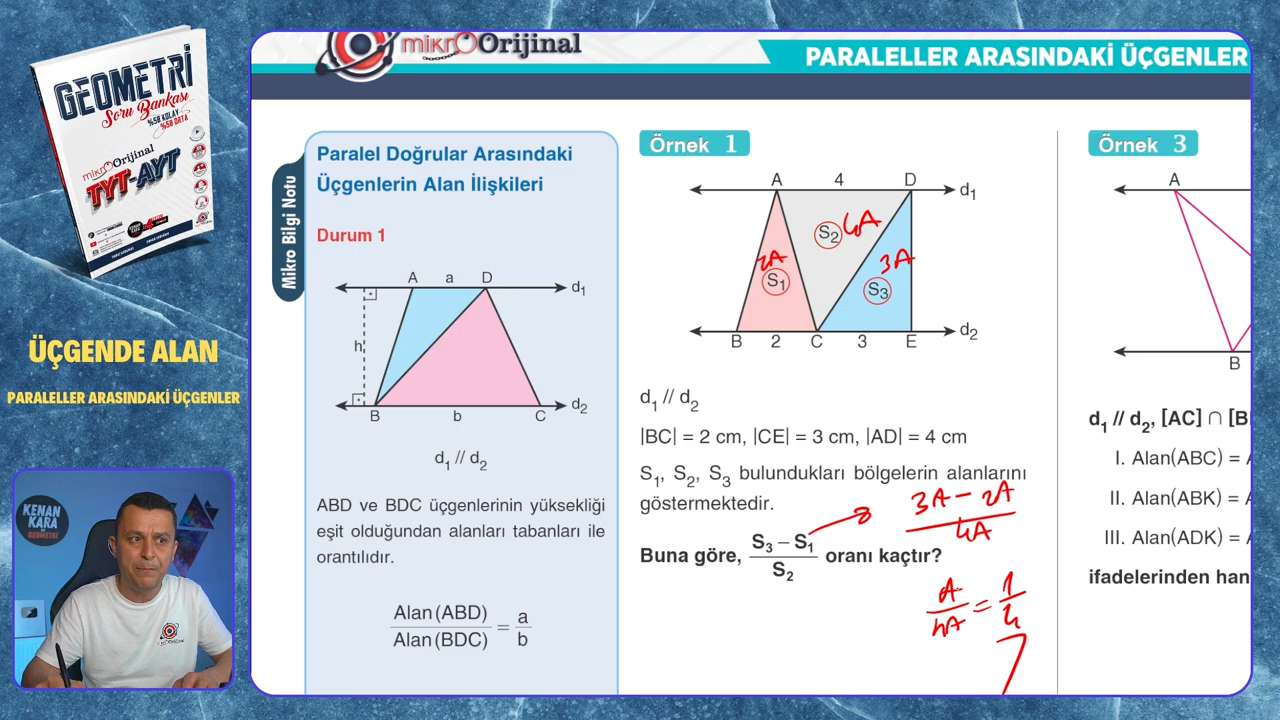 GEOMETRİ
Soru Bankası
%50 KOLAY
%50 ORTA
mikro Orijinal
TYT-AYT
ÜÇGENDE ALAN
PARALELLER ARASINDAKİ ÜÇGENLER
KENAN
KARA
GEOMETRİ
mikro Orijinal
PARALELLER ARASINDAKİ ÜÇGENLER
Mikro Bilgi Notu
Paralel Doğrular Arasındaki
Üçgenlerin Alan İlişkileri
Durum 1
A a D d₁
h
B b C d₂
d₁ // d₂
ABD ve BDC üçgenlerinin yüksekliği
eşit olduğundan alanları tabanları ile
orantılıdır.
Alan(ABD)/Alan(BDC) = a/b
Örnek 1
A 4 D d₁
S₂ 4A
2A 3A
S₁ S₃
B 2 C 3 E d₂
d₁ // d₂
|BC| = 2 cm, |CE| = 3 cm, |AD| = 4 cm
S₁, S₂, S₃ bulundukları bölgelerin alanlarını
göstermektedir.
3A - 2A / 4A
Buna göre, (S₃ – S₁)/S₂ oranı kaçtır?
A/4A = 1/4
Örnek 3
A
B
d₁ // d₂, [AC] ∩ [B
I. Alan(ABC) =
II. Alan(ABK) =
III. Alan(ADK) =
ifadelerinden han